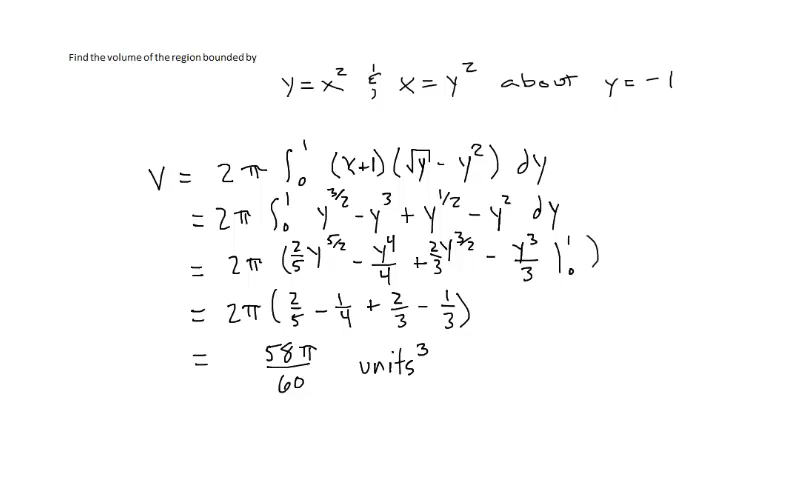 Find the volume of the region bounded by
y = x² & x = y² about y = -1
V = 2π ∫₀¹ (x+1)(√y - y²) dy
= 2π ∫₀¹ y^(3/2) - y³ + y^(1/2) - y² dy
= 2π (2/5 y^(5/2) - y⁴/4 + 2/3 y^(3/2) - y³/3 )₀¹ )
= 2π (2/5 - 1/4 + 2/3 - 1/3)
= 58π/60 units³